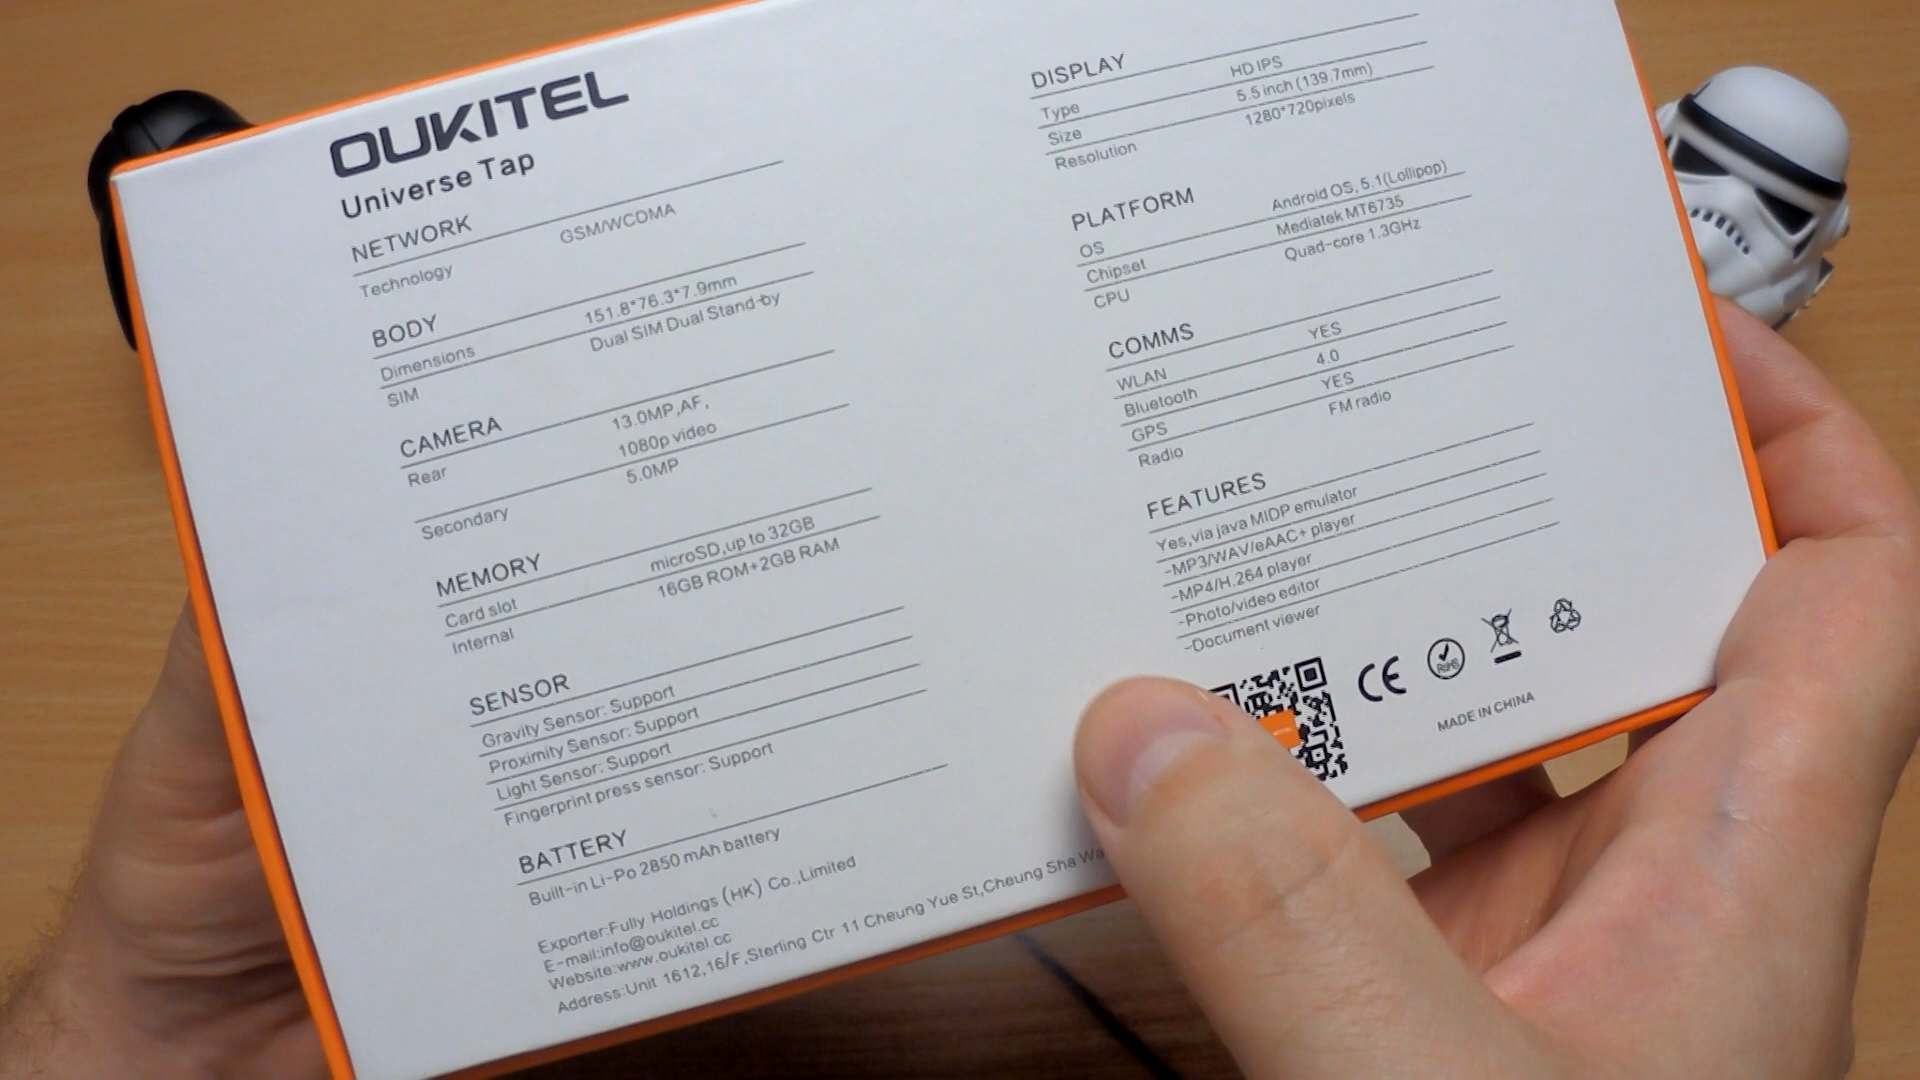 OUKITEL
Universe Tap
NETWORK
Technology GSM/WCDMA
BODY
Dimensions 151.8*76.3*7.9mm
SIM Dual SIM Dual Stand-by
CAMERA
Rear 13.0MP,AF,
1080p video
Secondary 5.0MP
MEMORY
Card slot microSD,up to 32GB
Internal 16GB ROM+2GB RAM
SENSOR
Gravity Sensor: Support
Proximity Sensor: Support
Light Sensor: Support
Fingerprint press sensor: Support
BATTERY
Built-in Li-Po 2850 mAh battery
Exporter:Fully Holdings (HK) Co.,Limited
E-mail:info@oukitel.cc
Website:www.oukitel.cc
Address:Unit 1612,16/F,Sterling Ctr 11 Cheung Yue St,Cheung Sha
DISPLAY
Type HD IPS
Size 5.5 inch (139.7mm)
Resolution 1280*720pixels
PLATFORM
OS Android OS, 5.1(Lollipop)
Chipset Mediatek MT6735
CPU Quad-core 1.3GHz
COMMS
WLAN YES
Bluetooth 4.0
GPS YES
Radio FM radio
FEATURES
Yes,via java MIDP emulator
-MP3/WAV/eAAC+ player
-MP4/H.264 player
-Photo/video editor
-Document viewer
CE
RoHS
MADE IN CHINA